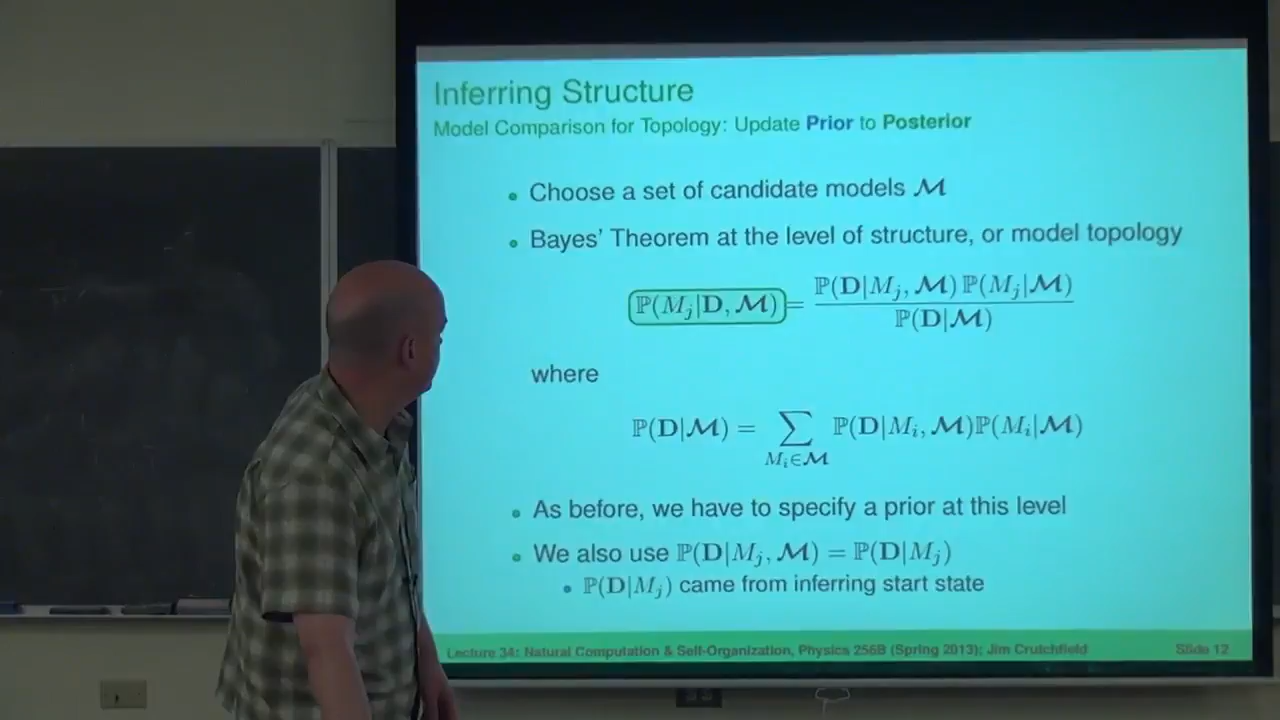 Inferring Structure
Model Comparison for Topology: Update Prior to Posterior
• Choose a set of candidate models ℳ
• Bayes' Theorem at the level of structure, or model topology
ℙ(M_j|D, ℳ) = ℙ(D|M_j, ℳ) ℙ(M_j|ℳ) / ℙ(D|ℳ)
where
ℙ(D|ℳ) = ∑_{M_i∈ℳ} ℙ(D|M_i, ℳ)ℙ(M_i|ℳ)
• As before, we have to specify a prior at this level
• We also use ℙ(D|M_j, ℳ) = ℙ(D|M_j)
• ℙ(D|M_j) came from inferring start state
Lecture 34: Natural Computation & Self-Organization, Physics 256B (Spring 2013); Jim Crutchfield
Slide 12